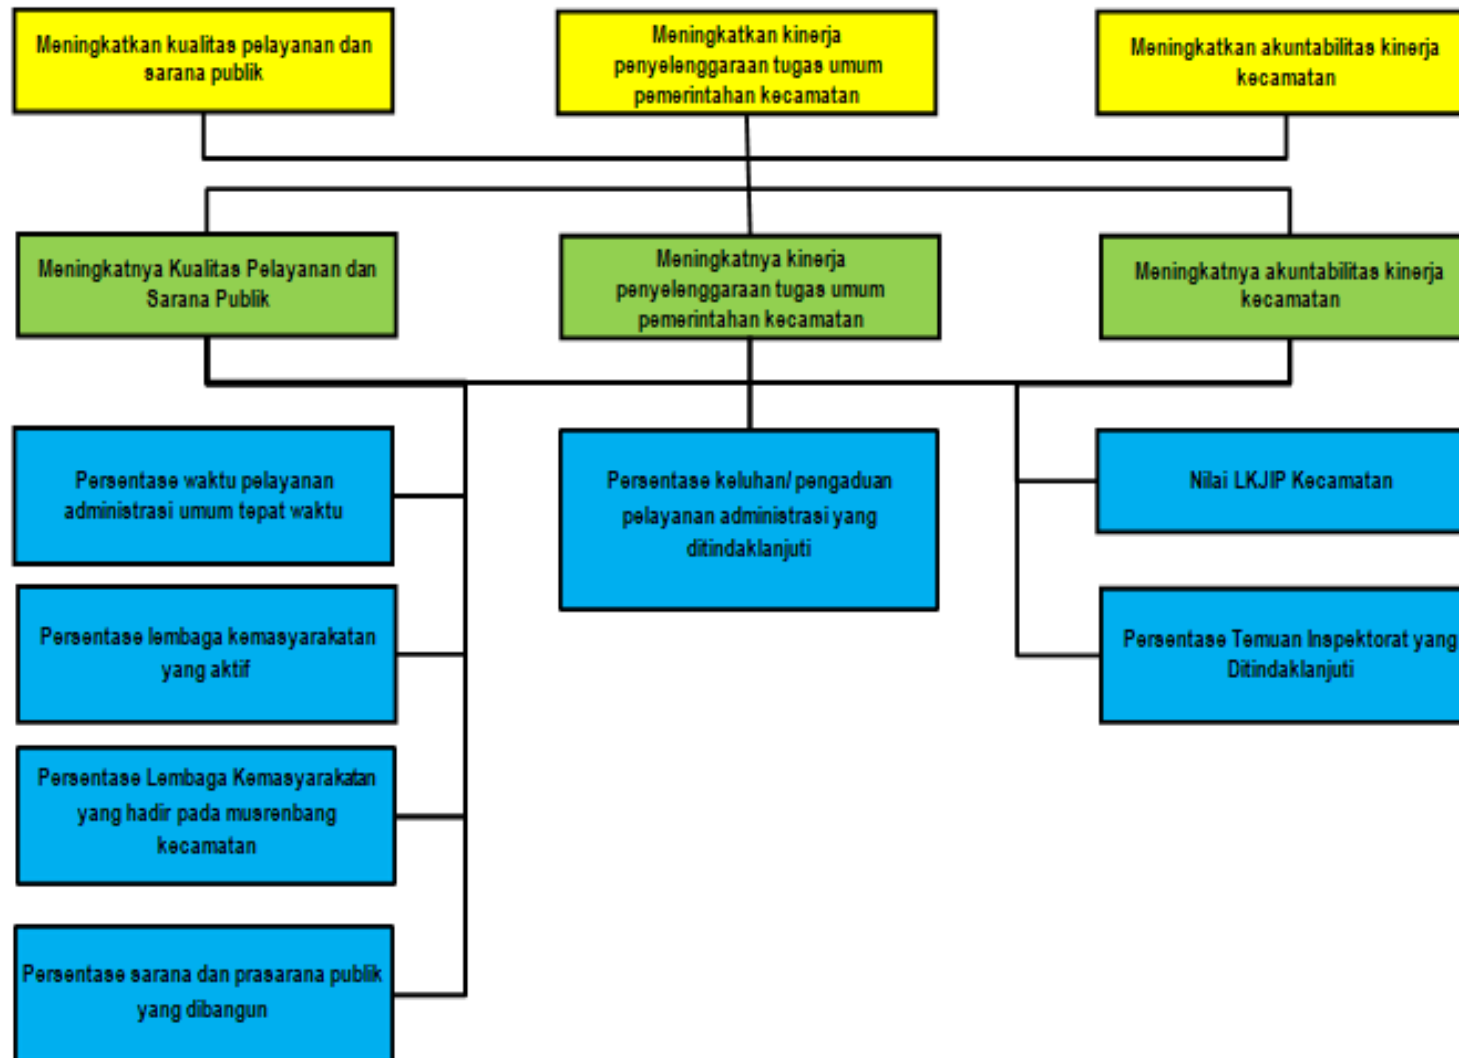 Meningkatkan kualitas pelayanan dan
sarana publik
Meningkatkan kinerja
penyelenggaraan tugas umum
pemerintahan kecamatan
Meningkatkan akuntabilitas kinerja
kecamatan
Meningkatnya Kualitas Pelayanan dan
Sarana Publik
Meningkatnya kinerja
penyelenggaraan tugas umum
pemerintahan kecamatan
Meningkatnya akuntabilitas kinerja
kecamatan
Persentase waktu pelayanan
administrasi umum tepat waktu
Persentase keluhan/ pengaduan
pelayanan administrasi yang
ditindaklanjuti
Nilai LKJIP Kecamatan
Persentase lembaga kemasyarakatan
yang aktif
Persentase Temuan Inspektorat yang
Ditindaklanjuti
Persentase Lembaga Kemasyarakatan
yang hadir pada musrenbang
kecamatan
Persentase sarana dan prasarana publik
yang dibangun